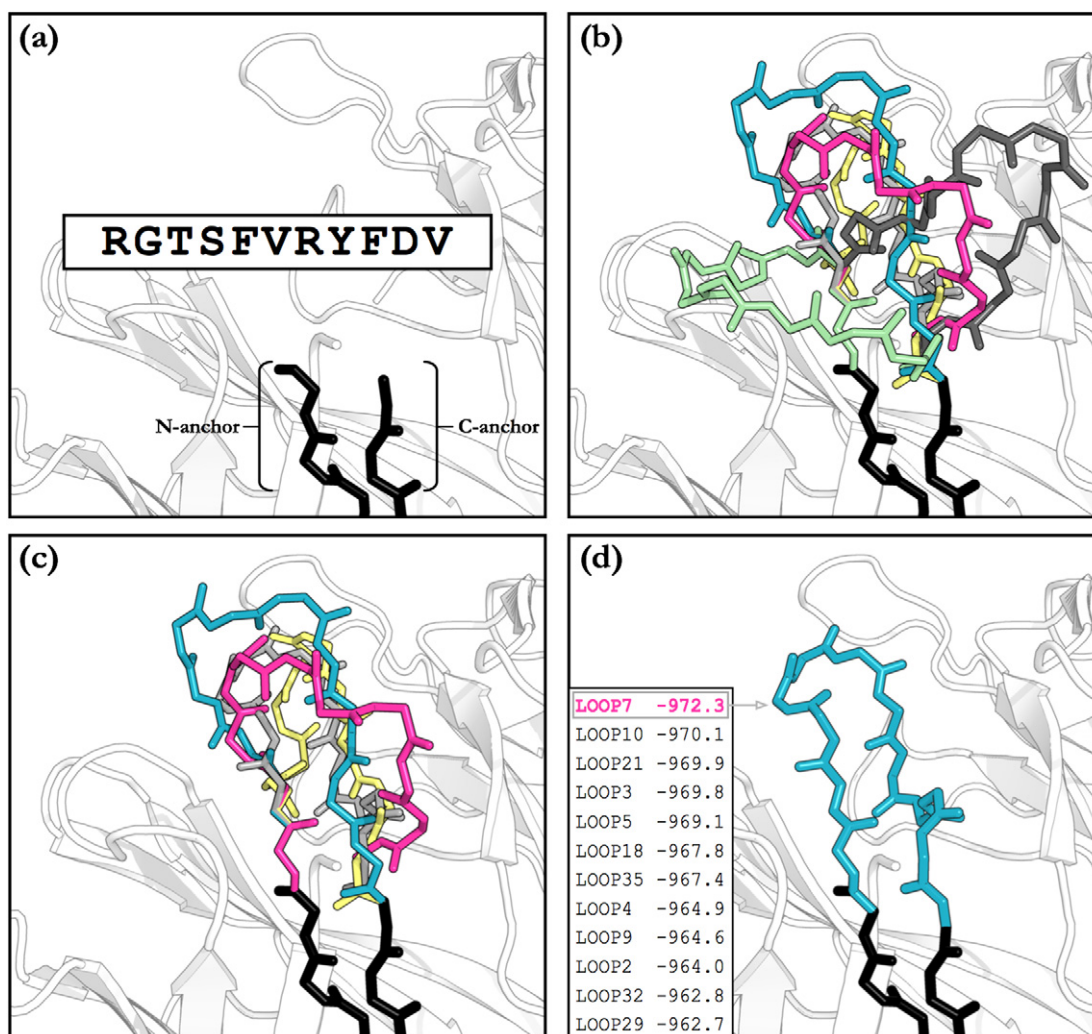 (a)
RGTSFVRYFDV
N-anchor
C-anchor
(b)
(c)
(d)
LOOP7 -972.3
LOOP10 -970.1
LOOP21 -969.9
LOOP3 -969.8
LOOP5 -969.1
LOOP18 -967.8
LOOP35 -967.4
LOOP4 -964.9
LOOP9 -964.6
LOOP2 -964.0
LOOP32 -962.8
LOOP29 -962.7